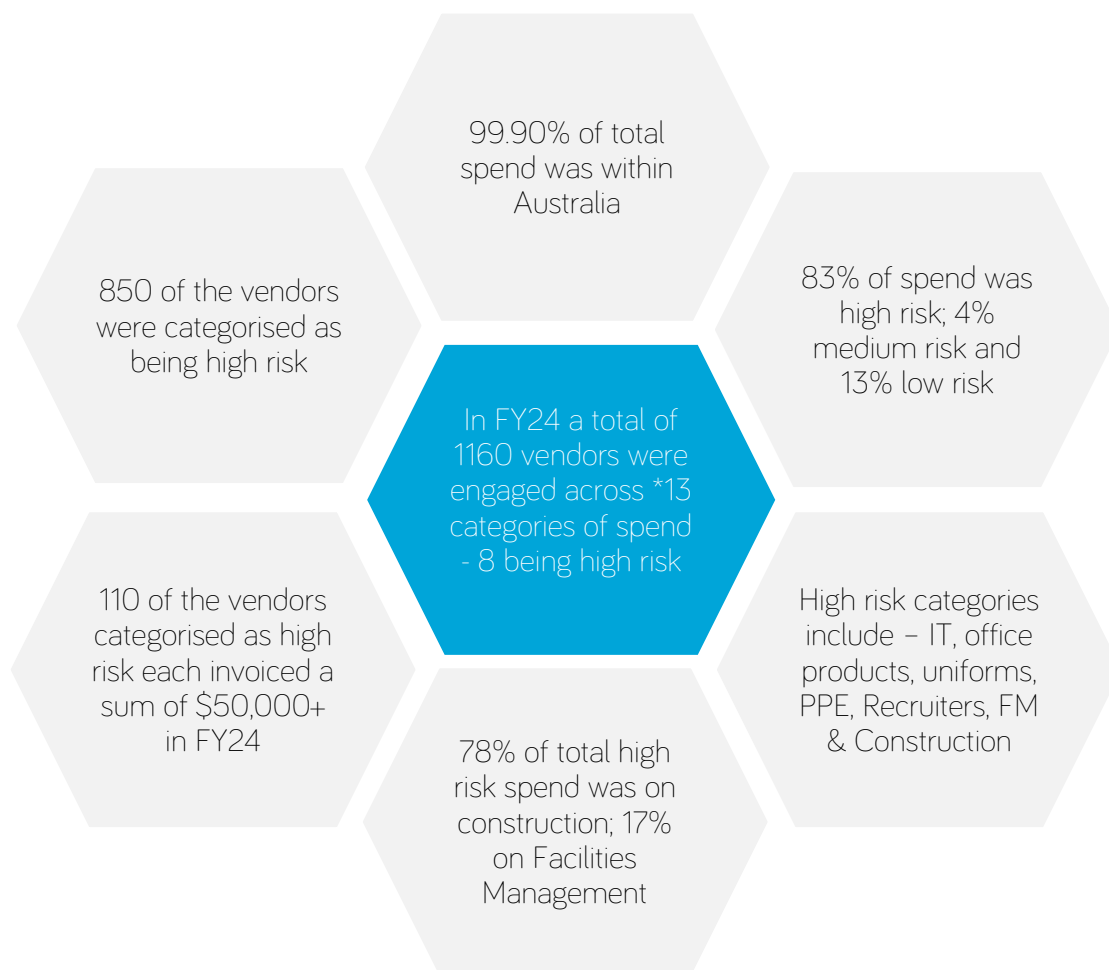 99.90% of total
spend was within
Australia
850 of the vendors
were categorised as
being high risk
83% of spend was
high risk; 4%
medium risk and
13% low risk
In FY24 a total of
1160 vendors were
engaged across *13
categories of spend
- 8 being high risk
110 of the vendors
categorised as high
risk each invoiced a
sum of $50,000+
in FY24
High risk categories
include – IT, office
products, uniforms,
PPE, Recruiters, FM
& Construction
78% of total high
risk spend was on
construction; 17%
on Facilities
Management